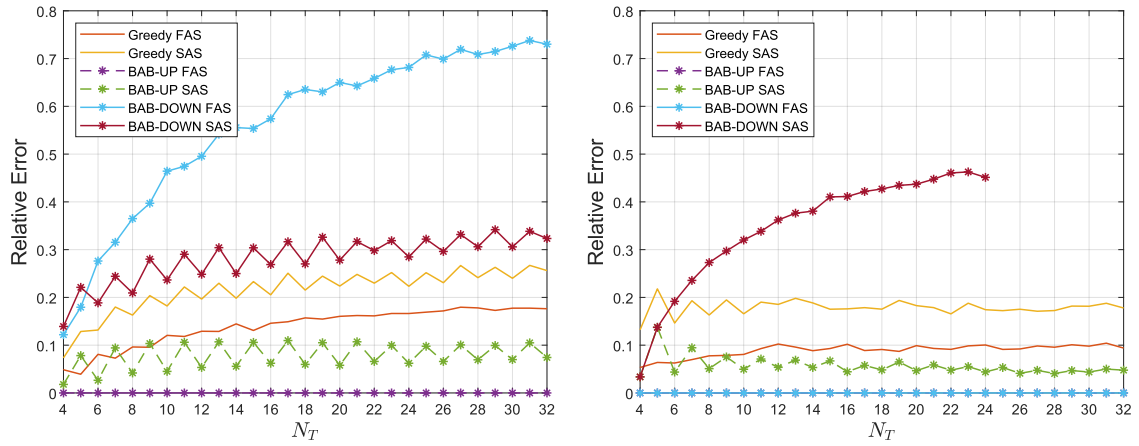 0.8
0.7
0.6
0.5
0.4
0.3
0.2
0.1
0
Relative Error
Greedy FAS
Greedy SAS
BAB-UP FAS
BAB-UP SAS
BAB-DOWN FAS
BAB-DOWN SAS
4 6 8 10 12 14 16 18 20 22 24 26 28 30 32
N_T
0.8
0.7
0.6
0.5
0.4
0.3
0.2
0.1
0
Relative Error
Greedy FAS
Greedy SAS
BAB-UP FAS
BAB-UP SAS
BAB-DOWN FAS
BAB-DOWN SAS
4 6 8 10 12 14 16 18 20 22 24 26 28 30 32
N_T